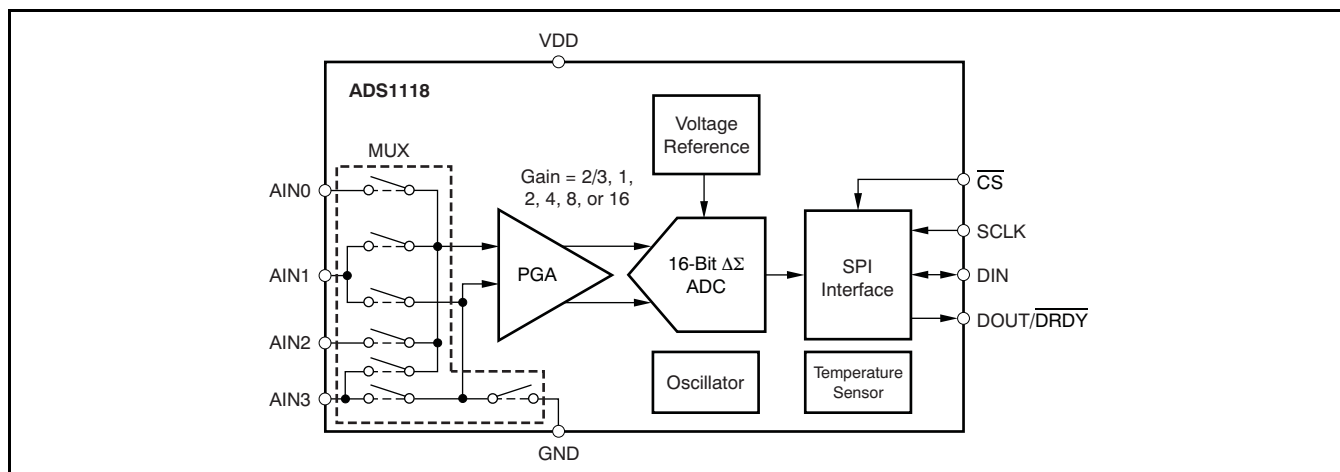 VDD
ADS1118
MUX
AIN0
AIN1
AIN2
AIN3
GND
Gain = 2/3, 1,
2, 4, 8, or 16
PGA
Voltage
Reference
16-Bit ΔΣ
ADC
Oscillator
SPI
Interface
Temperature
Sensor
CS
SCLK
DIN
DOUT/DRDY